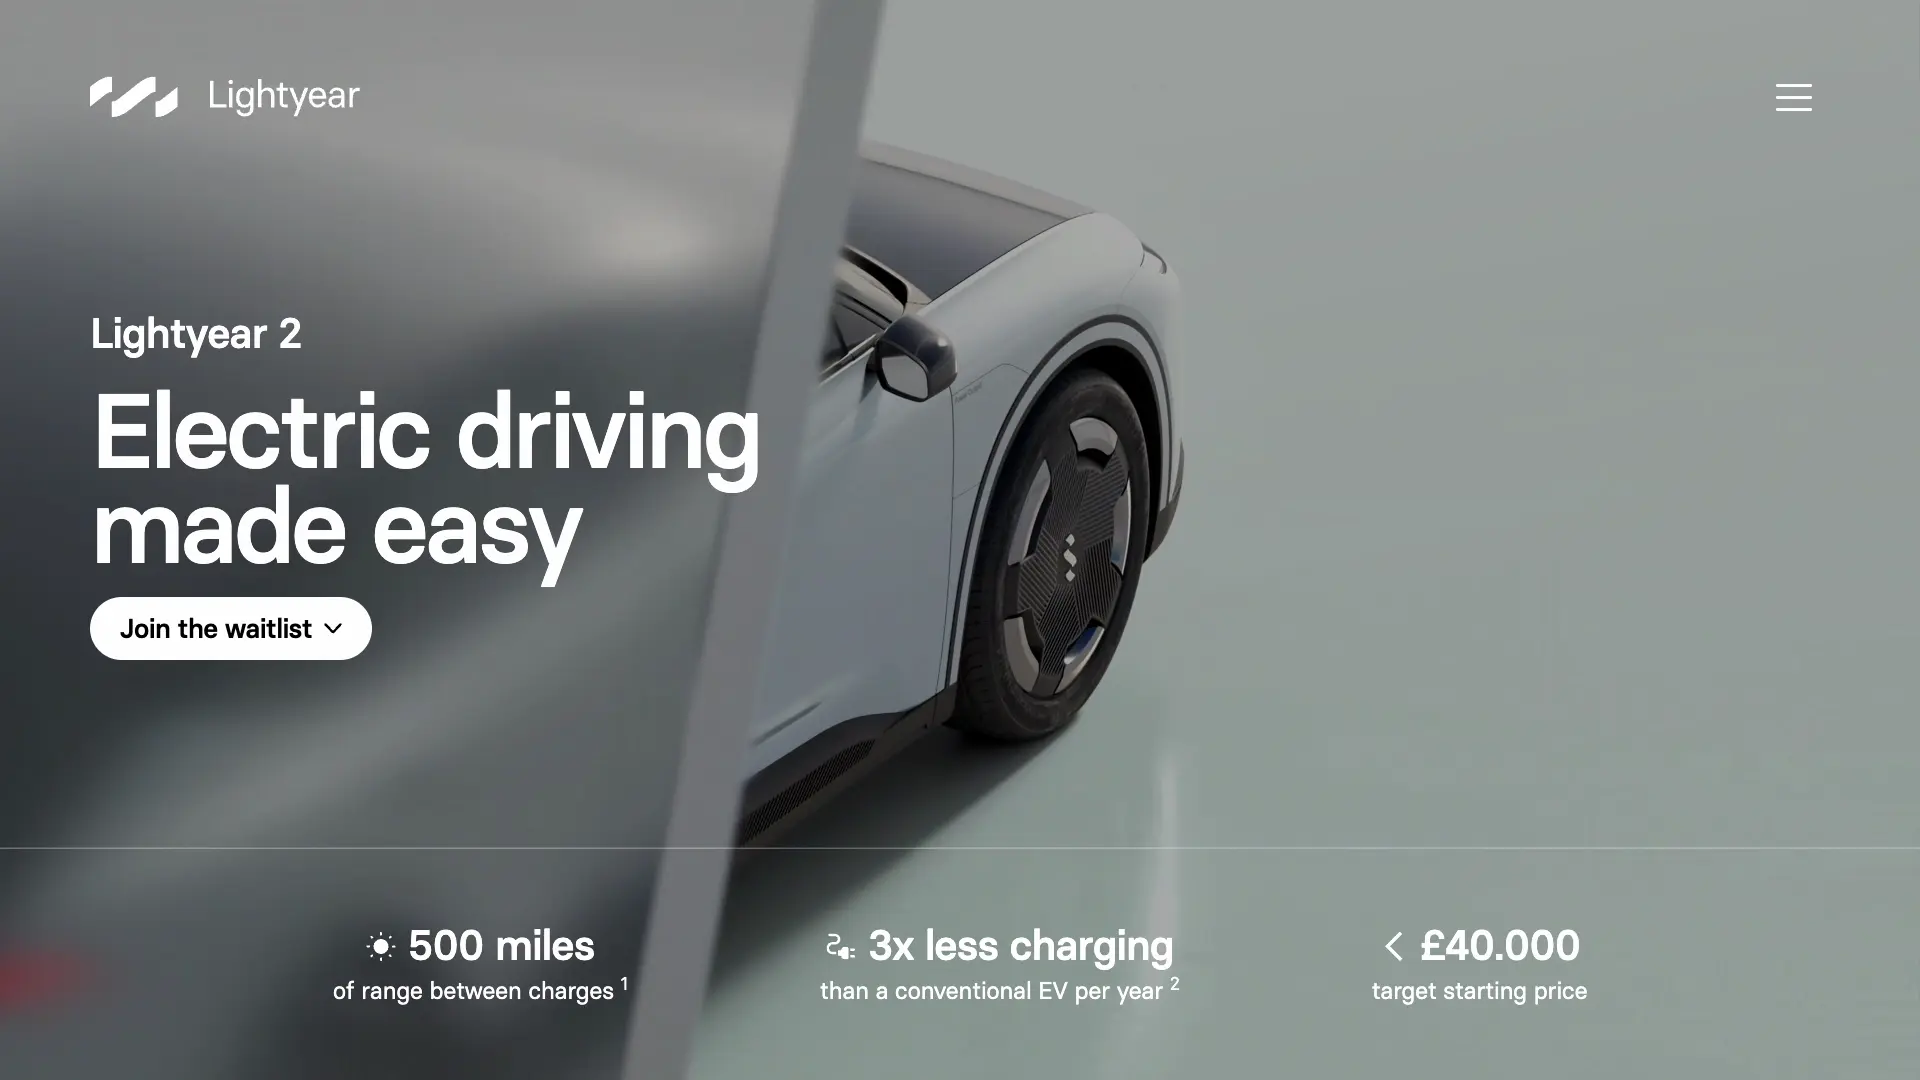 Lightyear
Lightyear 2
Electric driving
made easy
Join the waitlist
500 miles
of range between charges 1
3x less charging
than a conventional EV per year 2
< £40.000
target starting price